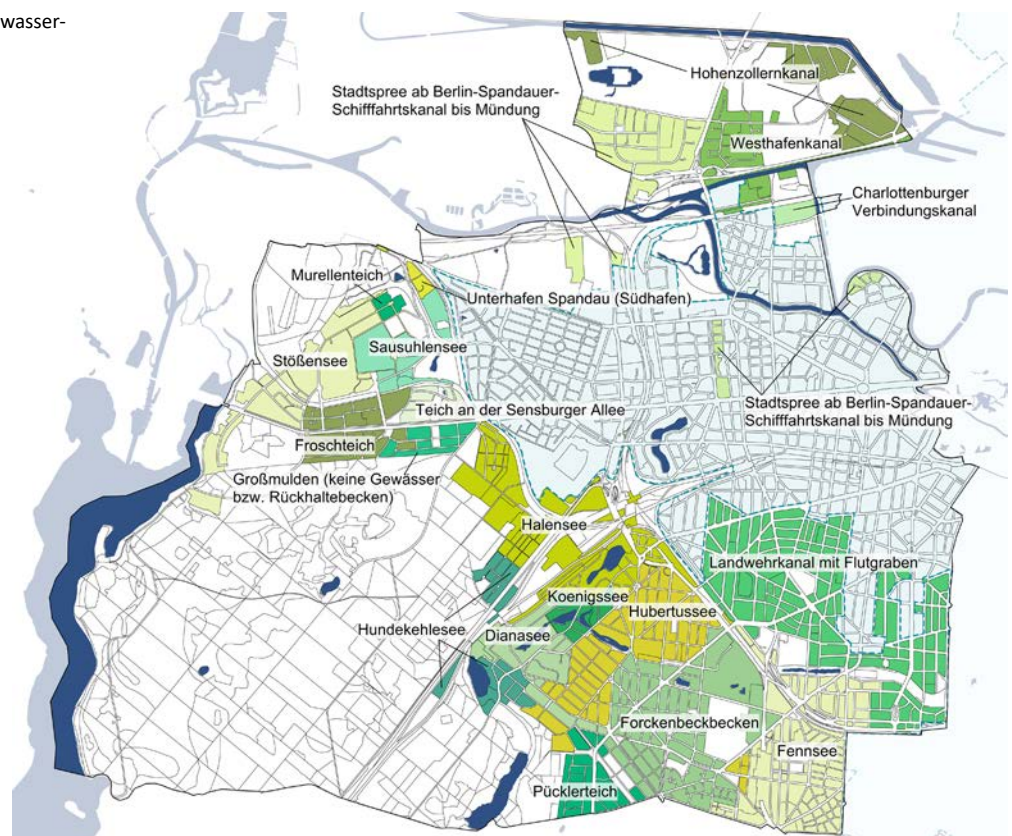 wasser-
Hohenzollernkanal
Stadtspree ab Berlin-Spandauer-
Schifffahrtskanal bis Mündung
Westhafenkanal
Charlottenburger
Verbindungskanal
Murellenteich
Unterhafen Spandau (Südhafen)
Sausuhlensee
Stößensee
Stadtspree ab Berlin-Spandauer-
Schifffahrtskanal bis Mündung
Teich an der Sensburger Allee
Froschteich
Großmulden (keine Gewässer
bzw. Rückhaltebecken)
Halensee
Landwehrkanal mit Flutgraben
Koenigssee
Hubertussee
Hundekehlesee
Dianasee
Forckenbeckbecken
Fennsee
Pücklerteich